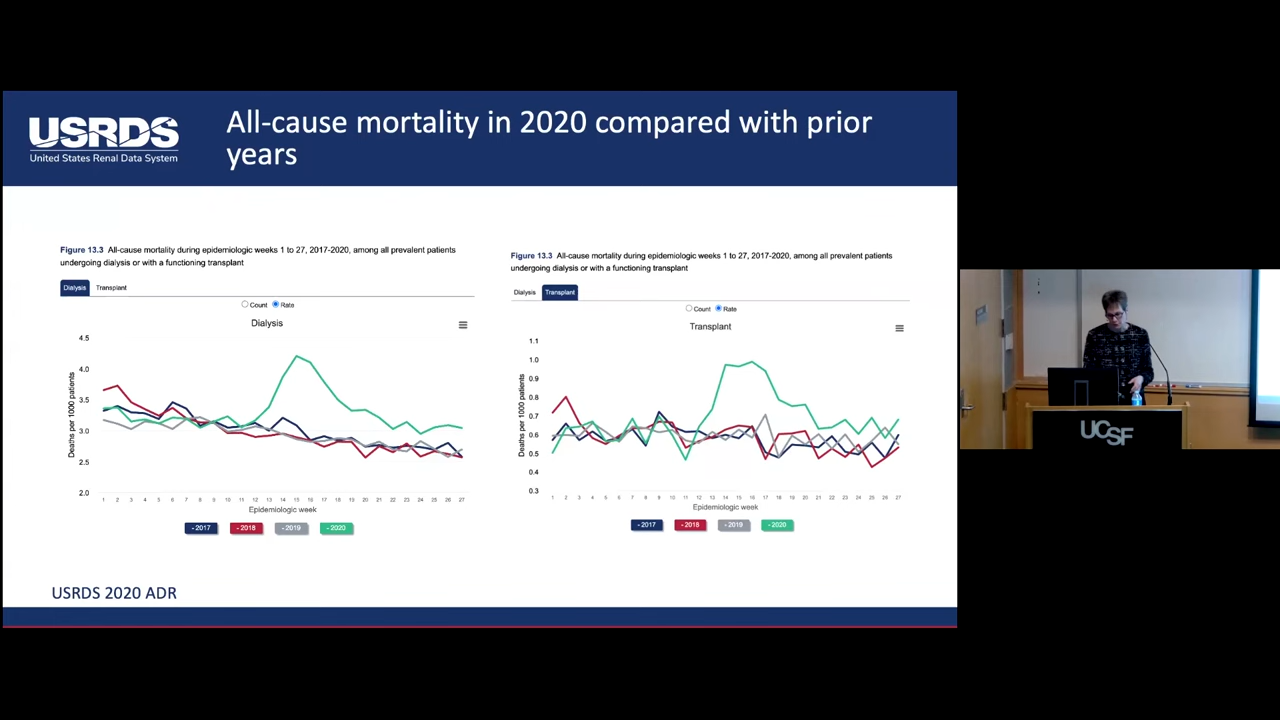 USRDS
United States Renal Data System
All-cause mortality in 2020 compared with prior
years
Figure 13.3 All-cause mortality during epidemiologic weeks 1 to 27, 2017-2020, among all prevalent patients
undergoing dialysis or with a functioning transplant
Dialysis Transplant
Count Rate
Dialysis
Deaths per 1000 patients
4.5
4.0
3.5
3.0
2.5
2.0
1 2 3 4 5 6 7 8 9 10 11 12 13 14 15 16 17 18 19 20 21 22 23 24 25 26 27
Epidemiologic week
- 2017 - 2018 - 2019 - 2020
Figure 13.3 All-cause mortality during epidemiologic weeks 1 to 27, 2017-2020, among all prevalent patients
undergoing dialysis or with a functioning transplant
Dialysis Transplant
Count Rate
Transplant
Deaths per 1000 patients
1.1
1.0
0.9
0.8
0.7
0.6
0.5
0.4
0.3
1 2 3 4 5 6 7 8 9 10 11 12 13 14 15 16 17 18 19 20 21 22 23 24 25 26 27
Epidemiologic week
- 2017 - 2018 - 2019 - 2020
USRDS 2020 ADR
UCSF